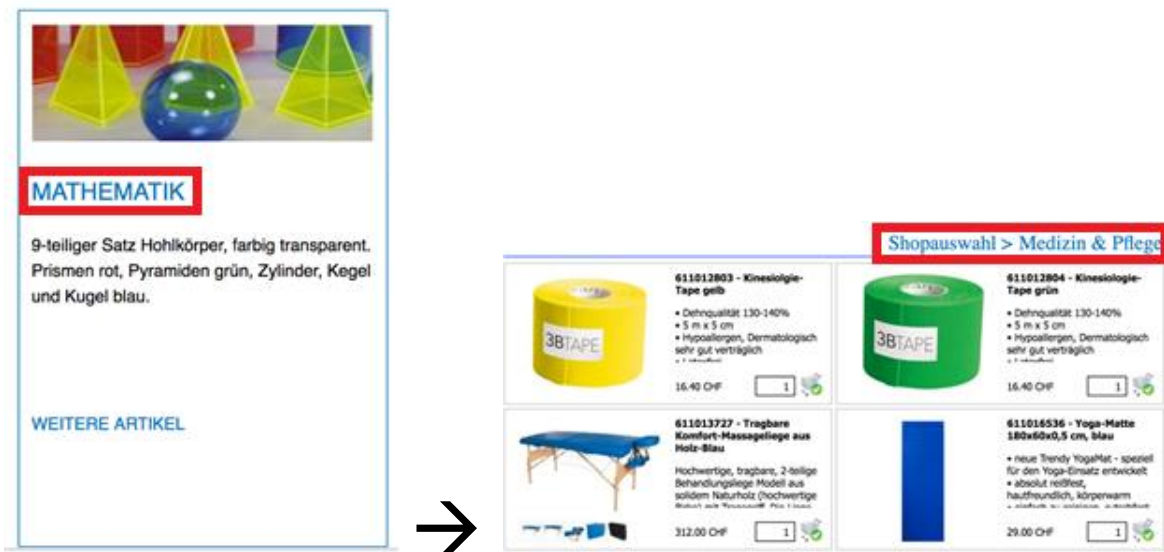 MATHEMATIK
9-teiliger Satz Hohlkörper, farbig transparent.
Prismen rot, Pyramiden grün, Zylinder, Kegel
und Kugel blau.
WEITERE ARTIKEL
Shopauswahl > Medizin & Pflege
611012803 - Kinesiolgie-
Tape gelb
• Dehnqualität 130-140%
• 5 m x 5 cm
• Hypoallergen, Dermatologisch
sehr gut verträglich
16.40 CHF
1
3BTAPE
611012804 - Kinesiologie-
Tape grün
• Dehnqualität 130-140%
• 5 m x 5 cm
• Hypoallergen, Dermatologisch
sehr gut verträglich
16.40 CHF
1
3BTAPE
611013727 - Tragbare
Komfort-Massageliege aus
Holz-Blau
Hochwertige, tragbare, 2-teilige
Behandlungsliege Modell aus
solidem Naturholz (hochwertige
312.00 CHF
1
611016536 - Yoga-Matte
180x60x0,5 cm, blau
• neue Trendy YogaMat - speziell
für den Yoga-Einsatz entwickelt
• absolut reißfest,
hautfreundlich, körperwarm
29.00 CHF
1